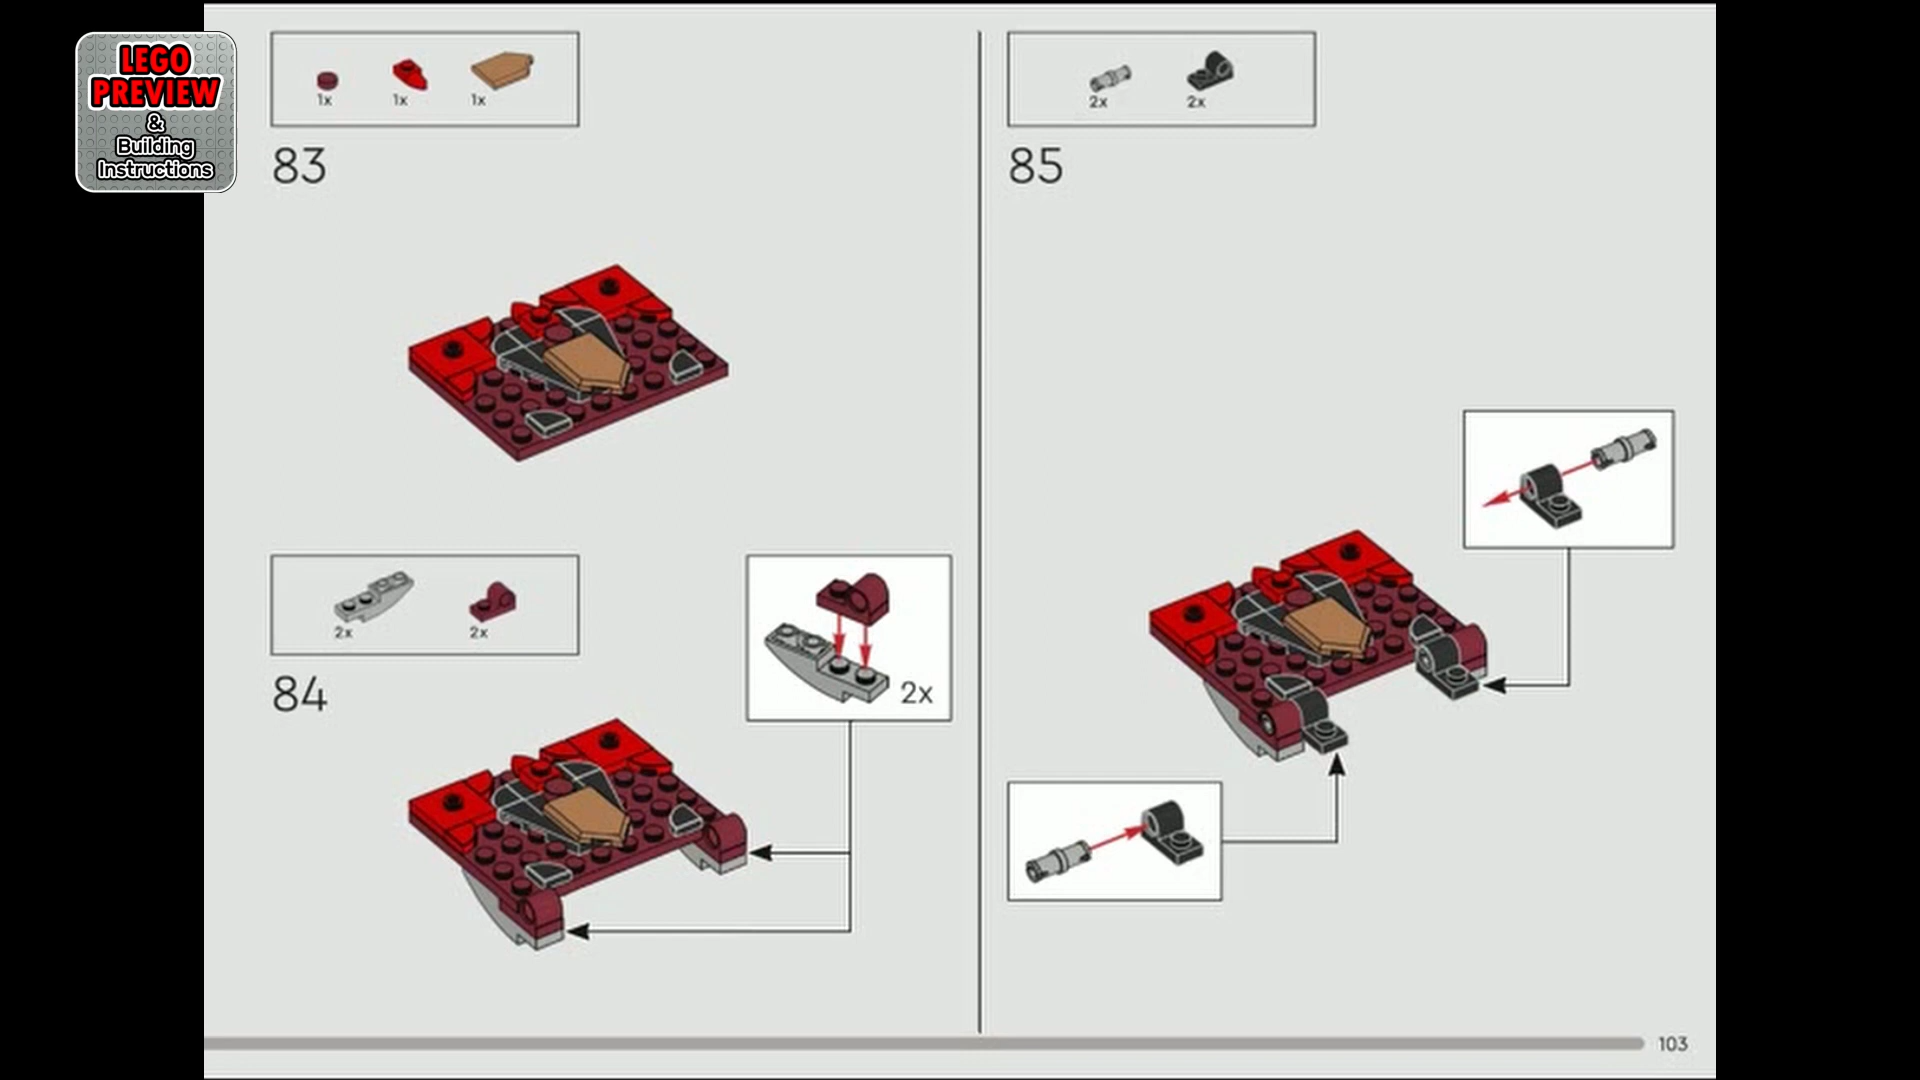 LEGO
PREVIEW
&
Building
Instructions
1x 1x 1x
83
2x 2x
84
2x
2x 2x
85
103